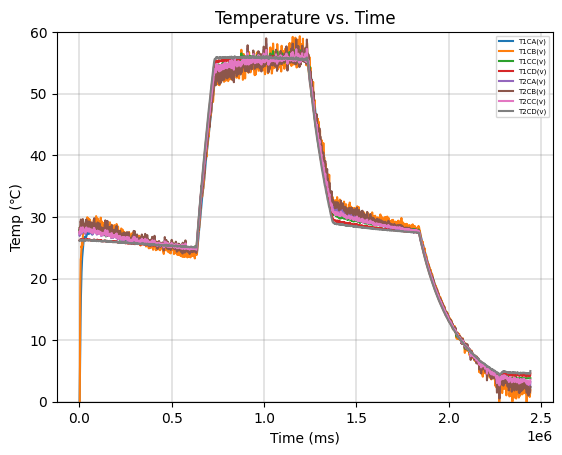 Temperature vs. Time
60
50
40
30
20
10
0
Temp (℃)
T1CA(v)
T1CB(v)
T1CC(v)
T1CD(v)
T2CA(v)
T2CB(v)
T2CC(v)
T2CD(v)
0.0
0.5
1.0
1.5
2.0
2.5
1e6
Time (ms)